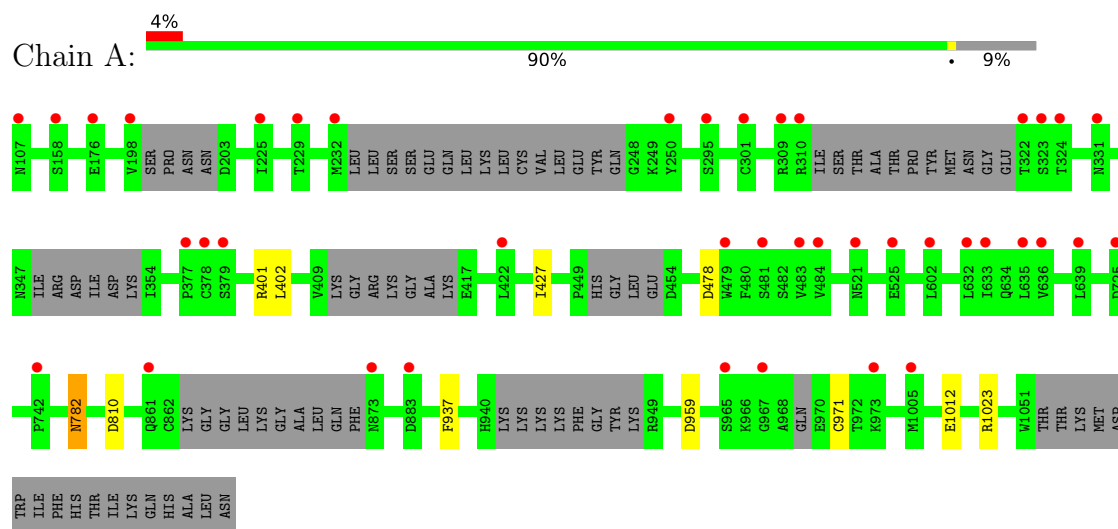 4%
Chain A:
90% • 9%
N107 S158 E176 V198 SER PRO ASN ASN D203 I225 T229 M232 LEU LEU SER SER GLU GLN LEU LYS LEU CYS VAL LEU GLU TYR GLN G248 K249 Y250 S295 C301 R309 R310 ILE SER THR ALA THR PRO TYR MET ASN GLY GLU T322 S323 T324 N331
N347 ILE ARG ASP ILE ASP LYS I354 P377 C378 S379 R401 L402 V409 LYS GLY ARG LYS GLY ALA LYS E417 L422 I427 P449 HIS GLY LEU GLU D454 D478 W479 F480 S481 S482 V483 V484 N521 E525 L602 L632 I633 Q634 L635 V636 L639
P742 N782 D810 Q861 C862 LYS GLY GLY LEU LYS GLY ALA LEU GLN PHE N873 D883 F937 H940 LYS LYS LYS LYS PHE GLY TYR LYS R949 D959 S965 K966 G967 A968 GLN E970 C971 T972 K973 M1005 E1012 R1023 W1051 THR THR LYS MET ASP
TRP ILE PHE HIS THR ILE LYS GLN HIS ALA LEU ASN